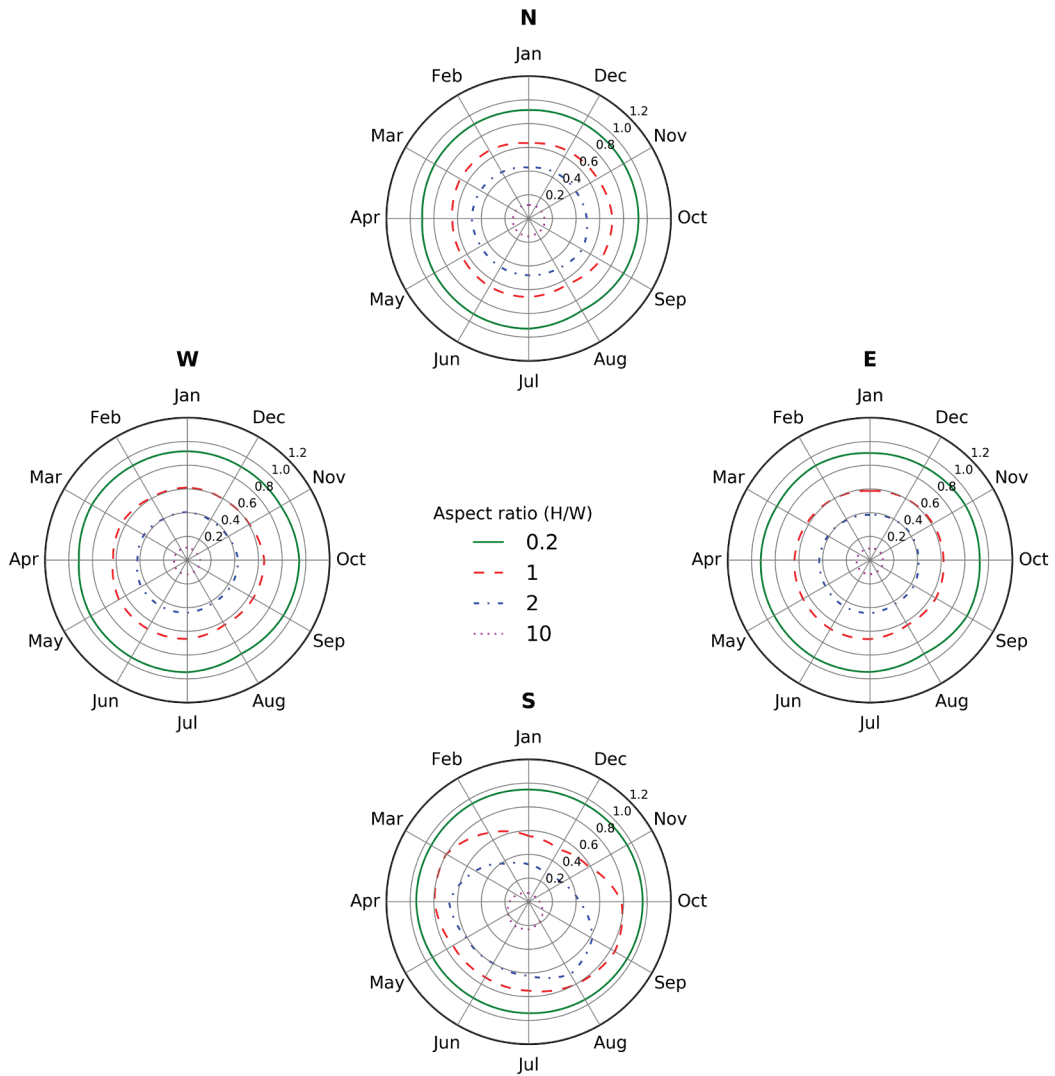 N
Jan
Feb Dec
1.2
Mar 1.0 Nov
0.8
0.6
0.4
0.2
Apr Oct
May Sep
Jun Aug
Jul
W
Jan
Feb Dec
1.2
Mar 1.0 Nov
0.8
0.6
0.4
0.2
Apr Oct
May Sep
Jun Aug
Jul
E
Jan
Feb Dec
1.2
Mar 1.0 Nov
0.8
0.6
0.4
0.2
Apr Oct
May Sep
Jun Aug
Jul
Aspect ratio (H/W)
0.2
1
2
10
S
Jan
Feb Dec
1.2
Mar 1.0 Nov
0.8
0.6
0.4
0.2
Apr Oct
May Sep
Jun Aug
Jul